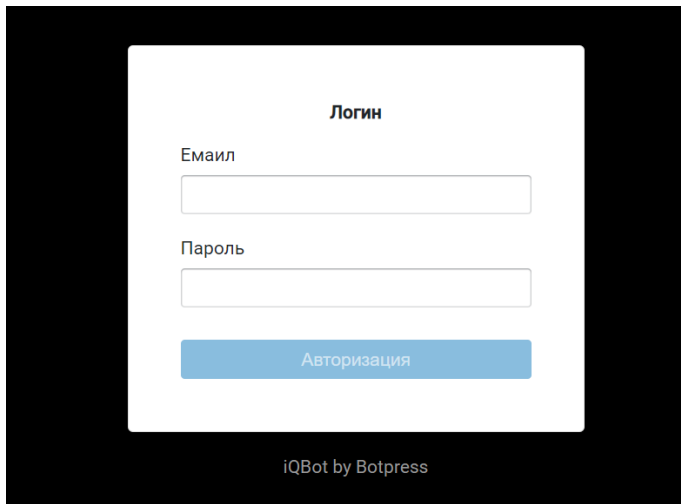 Логин
Емаил
Пароль
Авторизация
iQBot by Botpress